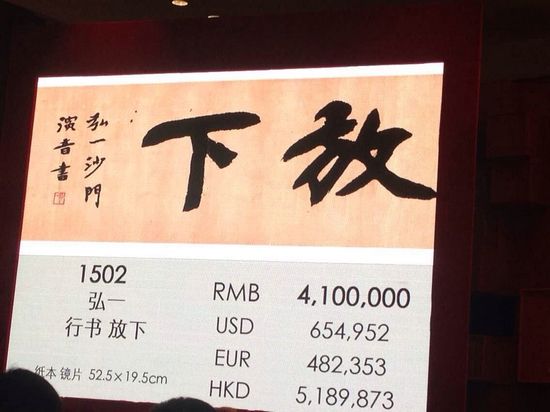 放下
弘一沙門
演音書
1502
弘一
行书 放下
纸本 镜片 52.5×19.5cm
RMB 4,100,000
USD 654,952
EUR 482,353
HKD 5,189,873